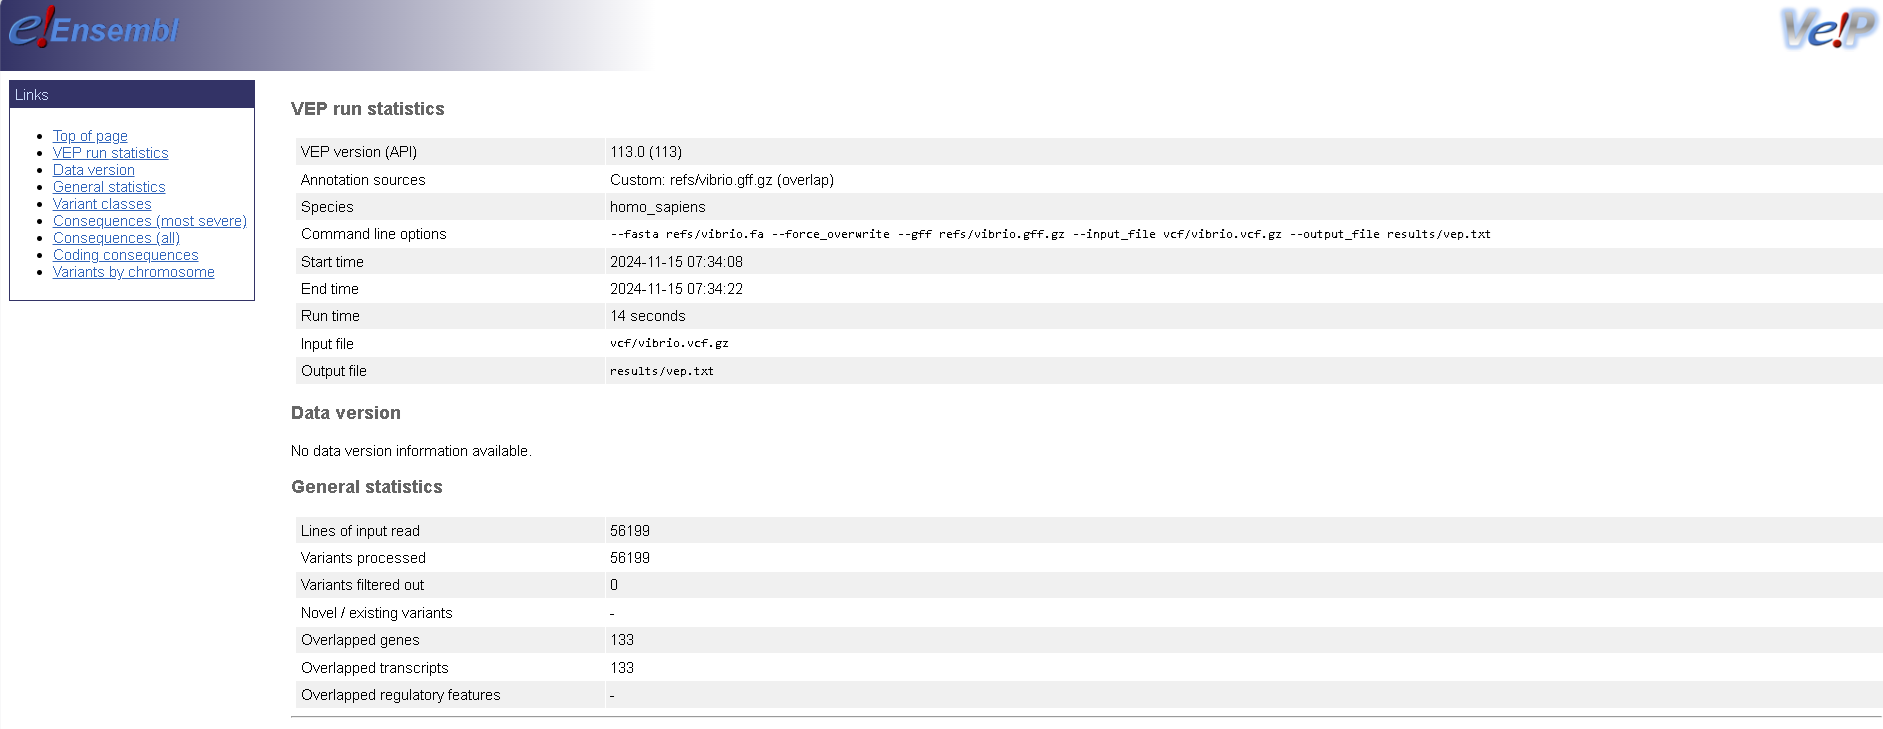 e!Ensembl
Ve!P
Links
Top of page
VEP run statistics
Data version
General statistics
Variant classes
Consequences (most severe)
Consequences (all)
Coding consequences
Variants by chromosome
VEP run statistics
VEP version (API) 113.0 (113)
Annotation sources Custom: refs/vibrio.gff.gz (overlap)
Species homo_sapiens
Command line options --fasta refs/vibrio.fa --force_overwrite --gff refs/vibrio.gff.gz --input_file vcf/vibrio.vcf.gz --output_file results/vep.txt
Start time 2024-11-15 07:34:08
End time 2024-11-15 07:34:22
Run time 14 seconds
Input file vcf/vibrio.vcf.gz
Output file results/vep.txt
Data version
No data version information available.
General statistics
Lines of input read 56199
Variants processed 56199
Variants filtered out 0
Novel / existing variants -
Overlapped genes 133
Overlapped transcripts 133
Overlapped regulatory features -